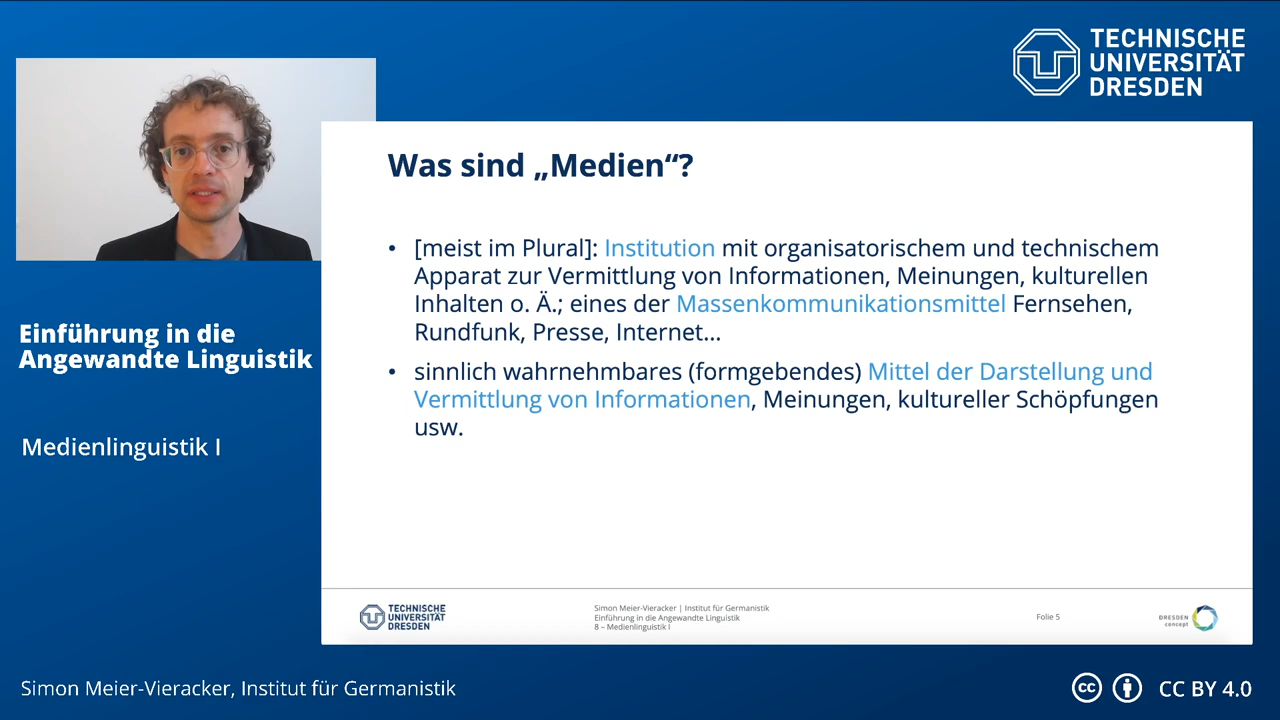 TECHNISCHE
UNIVERSITÄT
DRESDEN
Einführung in die
Angewandte Linguistik
Medienlinguistik I
Was sind „Medien“?
• [meist im Plural]: Institution mit organisatorischem und technischem
Apparat zur Vermittlung von Informationen, Meinungen, kulturellen
Inhalten o. Ä.; eines der Massenkommunikationsmittel Fernsehen,
Rundfunk, Presse, Internet…
• sinnlich wahrnehmbares (formgebendes) Mittel der Darstellung und
Vermittlung von Informationen, Meinungen, kultureller Schöpfungen
usw.
TECHNISCHE
UNIVERSITÄT
DRESDEN
Simon Meier-Vieracker | Institut für Germanistik
Einführung in die Angewandte Linguistik
8 – Medienlinguistik I
Folie 5
DRESDEN
concept
Simon Meier-Vieracker, Institut für Germanistik
cc
CC BY 4.0